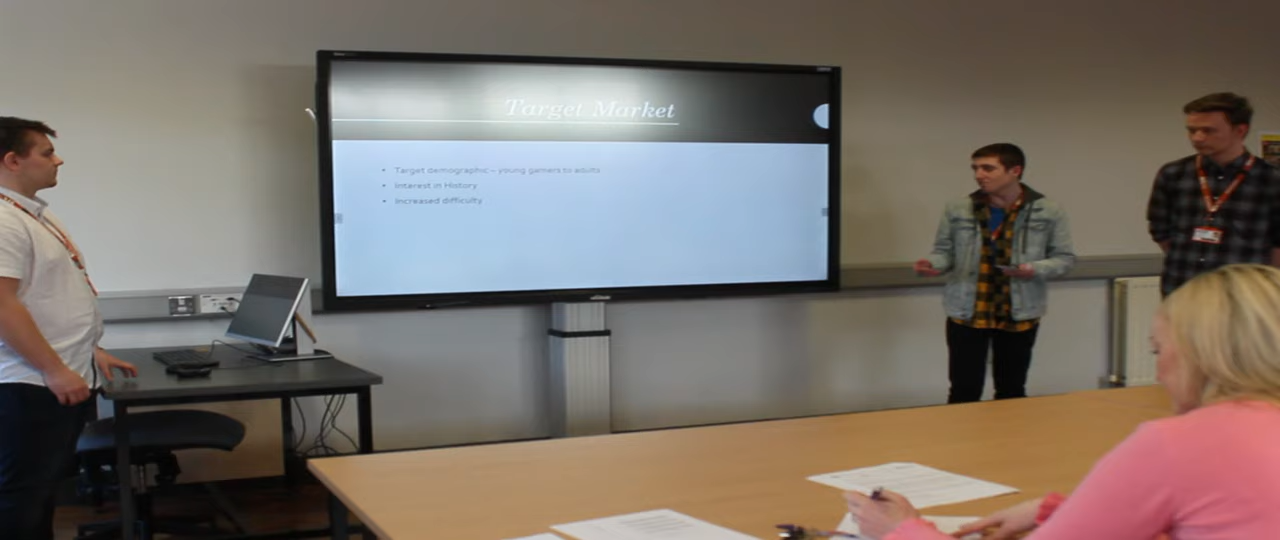 Target Market
• Target demographic – young gamers to adults
• Interest in History
• Increased difficulty